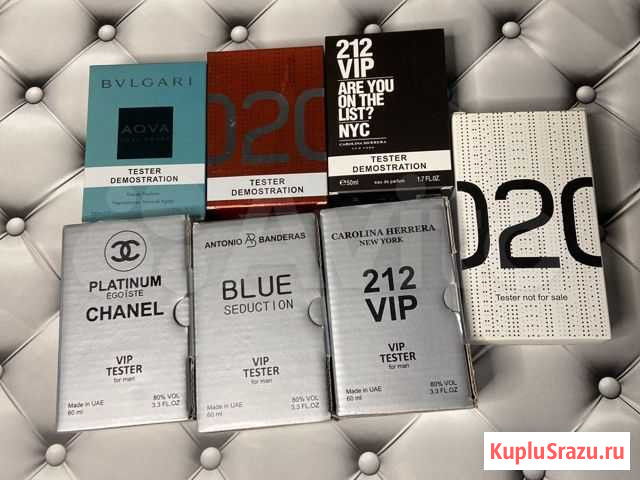 BVLGARI
AQVA
TESTER
DEMOSTRATION
020
TESTER
DEMOSTRATION
212
VIP
ARE YOU
ON THE
LIST?
NYC
CAROLINA HERRERA
NEW YORK
TESTER
DEMOSTRATION
50ml eau de parfum 1.7 FL.OZ.
020
Tester not for sale
PLATINUM
ÉGOÏSTE
CHANEL
VIP
TESTER
for man
Made in UAE
60 ml
80% VOL
3.3 FL.OZ
ANTONIO BANDERAS
BLUE
SEDUCTION
VIP
TESTER
for man
Made in UAE
60 ml
80% VOL
3.3 FL.OZ
CAROLINA HERRERA
NEW YORK
212
VIP
VIP
TESTER
for man
Made in UAE
60 ml
80% VOL
3.3 FL.OZ
KupluSrazu.ru